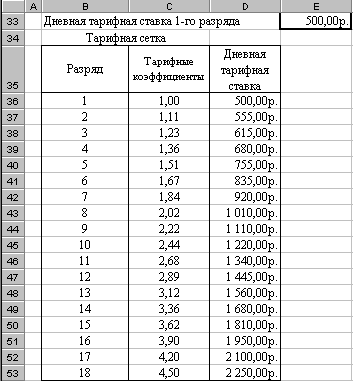 A B C D E
33 Дневная тарифная ставка 1-го разряда 500,00р.
34 Тарифная сетка
35 Разряд Тарифные коэффициенты Дневная тарифная ставка
36 1 1,00 500,00р.
37 2 1,11 555,00р.
38 3 1,23 615,00р.
39 4 1,36 680,00р.
40 5 1,51 755,00р.
41 6 1,67 835,00р.
42 7 1,84 920,00р.
43 8 2,02 1 010,00р.
44 9 2,22 1 110,00р.
45 10 2,44 1 220,00р.
46 11 2,68 1 340,00р.
47 12 2,89 1 445,00р.
48 13 3,12 1 560,00р.
49 14 3,36 1 680,00р.
50 15 3,62 1 810,00р.
51 16 3,90 1 950,00р.
52 17 4,20 2 100,00р.
53 18 4,50 2 250,00р.